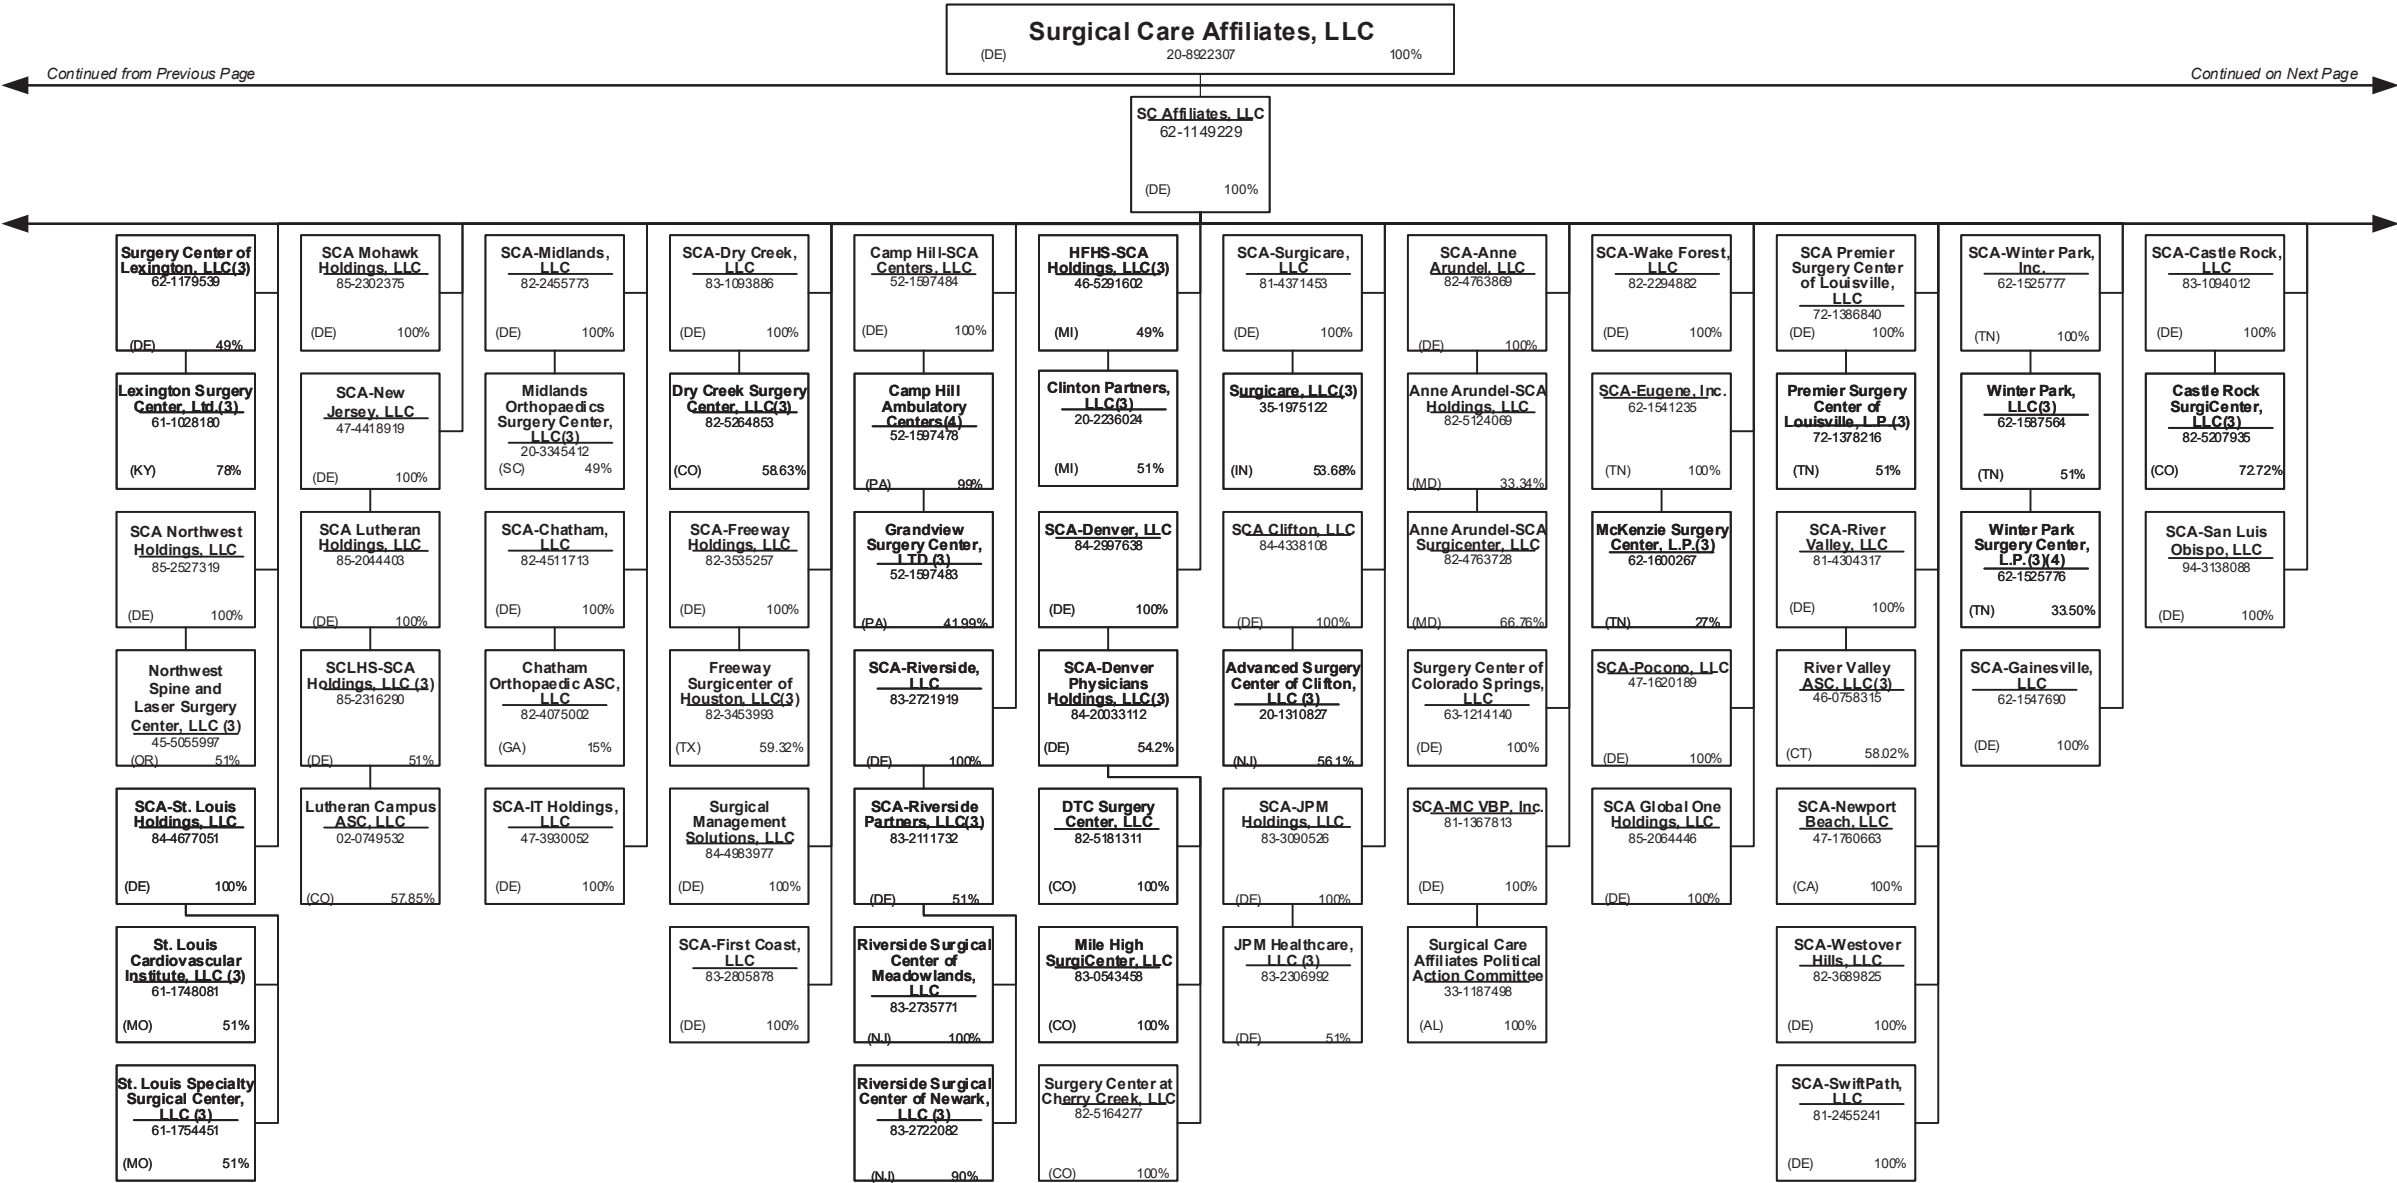 Surgical Care Affiliates, LLC
(DE) 20-8922307 100%
Continued from Previous Page
Continued on Next Page
SC Affiliates, LLC
62-1149229
(DE) 100%
Surgery Center of
Lexington, LLC(3)
62-1179539
(DE) 49%
Lexington Surgery
Center, Ltd.(3)
61-1028180
(KY) 78%
SCA Northwest
Holdings, LLC
85-2527319
(DE) 100%
Northwest
Spine and
Laser Surgery
Center, LLC (3)
45-5055997
(OR) 51%
SCA-St. Louis
Holdings, LLC
84-4677051
(DE) 100%
St. Louis
Cardiovascular
Institute, LLC (3)
61-1748081
(MO) 51%
St. Louis Specialty
Surgical Center,
LLC (3)
61-1754451
(MO) 51%
SCA Mohawk
Holdings, LLC
85-2302375
(DE) 100%
SCA-New
Jersey, LLC
47-4418919
(DE) 100%
SCA Lutheran
Holdings, LLC
85-2044403
(DE) 100%
SCLHS-SCA
Holdings, LLC (3)
85-2316290
(DE) 51%
Lutheran Campus
ASC, LLC
02-0749532
(CO) 57.85%
SCA-Midlands,
LLC
82-2455773
(DE) 100%
Midlands
Orthopaedics
Surgery Center,
LLC(3)
20-3345412
(SC) 49%
SCA-Chatham,
LLC
82-4511713
(DE) 100%
Chatham
Orthopaedic ASC,
LLC
82-4075002
(GA) 15%
SCA-IT Holdings,
LLC
47-3930052
(DE) 100%
SCA-Dry Creek,
LLC
83-1093886
(DE) 100%
Dry Creek Surgery
Center, LLC(3)
82-5264853
(CO) 58.63%
SCA-Freeway
Holdings, LLC
82-3535257
(DE) 100%
Freeway
Surgicenter of
Houston, LLC(3)
82-3453993
(TX) 59.32%
Surgical
Management
Solutions, LLC
84-4983977
(DE) 100%
SCA-First Coast,
LLC
83-2805878
(DE) 100%
Camp Hill-SCA
Centers, LLC
52-1597484
(DE) 100%
Camp Hill
Ambulatory
Centers(4)
52-1597478
(PA) 99%
Grandview
Surgery Center,
LTD (3)
52-1597483
(PA) 41.99%
SCA-Riverside,
LLC
83-2721919
(DE) 100%
SCA-Riverside
Partners, LLC(3)
83-2111732
(DE) 51%
Riverside Surgical
Center of
Meadowlands,
LLC
83-2735771
(NJ) 100%
Riverside Surgical
Center of Newark,
LLC (3)
83-2722082
(NJ) 90%
HFHS-SCA
Holdings, LLC(3)
46-5291602
(MI) 49%
Clinton Partners,
LLC(3)
20-2236024
(MI) 51%
SCA-Denver, LLC
84-2997638
(DE) 100%
SCA-Denver
Physicians
Holdings, LLC(3)
84-20033112
(DE) 54.2%
DTC Surgery
Center, LLC
82-5181311
(CO) 100%
Mile High
SurgiCenter, LLC
83-0543458
(CO) 100%
Surgery Center at
Cherry Creek, LLC
82-5164277
(CO) 100%
SCA-Surgicare,
LLC
81-4371453
(DE) 100%
Surgicare, LLC(3)
35-1975122
(IN) 53.68%
SCA Clifton, LLC
84-4338108
(DE) 100%
Advanced Surgery
Center of Clifton,
LLC (3)
20-1310827
(NJ) 56.1%
SCA-JPM
Holdings, LLC
83-3090526
(DE) 100%
JPM Healthcare,
LLC (3)
83-2306992
(DE) 51%
SCA-Anne
Arundel, LLC
82-4763869
(DE) 100%
Anne Arundel-SCA
Holdings, LLC
82-5124069
(MD) 33.34%
Anne Arundel-SCA
Surgicenter, LLC
82-4763728
(MD) 66.76%
Surgery Center of
Colorado Springs,
LLC
63-1214140
(DE) 100%
SCA-MC VBP, Inc.
81-1367813
(DE) 100%
Surgical Care
Affiliates Political
Action Committee
33-1187498
(AL) 100%
SCA-Wake Forest,
LLC
82-2294882
(DE) 100%
SCA-Eugene, Inc.
62-1541235
(TN) 100%
McKenzie Surgery
Center, L.P.(3)
62-1600267
(TN) 27%
SCA-Pocono, LLC
47-1620189
(DE) 100%
SCA Global One
Holdings, LLC
85-2064446
(DE) 100%
SCA Premier
Surgery Center
of Louisville,
LLC
72-1386840
(DE) 100%
Premier Surgery
Center of
Louisville, L.P.(3)
72-1378216
(TN) 51%
SCA-River
Valley, LLC
81-4304317
(DE) 100%
River Valley
ASC, LLC(3)
46-0758315
(CT) 58.02%
SCA-Newport
Beach, LLC
47-1760663
(CA) 100%
SCA-Westover
Hills, LLC
82-3689825
(DE) 100%
SCA-SwiftPath,
LLC
81-2455241
(DE) 100%
SCA-Winter Park,
Inc.
62-1525777
(TN) 100%
Winter Park,
LLC(3)
62-1587564
(TN) 51%
Winter Park
Surgery Center,
L.P.(3)(4)
62-1525776
(TN) 33.50%
SCA-Gainesville,
LLC
62-1547690
(DE) 100%
SCA-Castle Rock,
LLC
83-1094012
(DE) 100%
Castle Rock
SurgiCenter,
LLC(3)
82-5207935
(CO) 72.72%
SCA-San Luis
Obispo, LLC
94-3138088
(DE) 100%